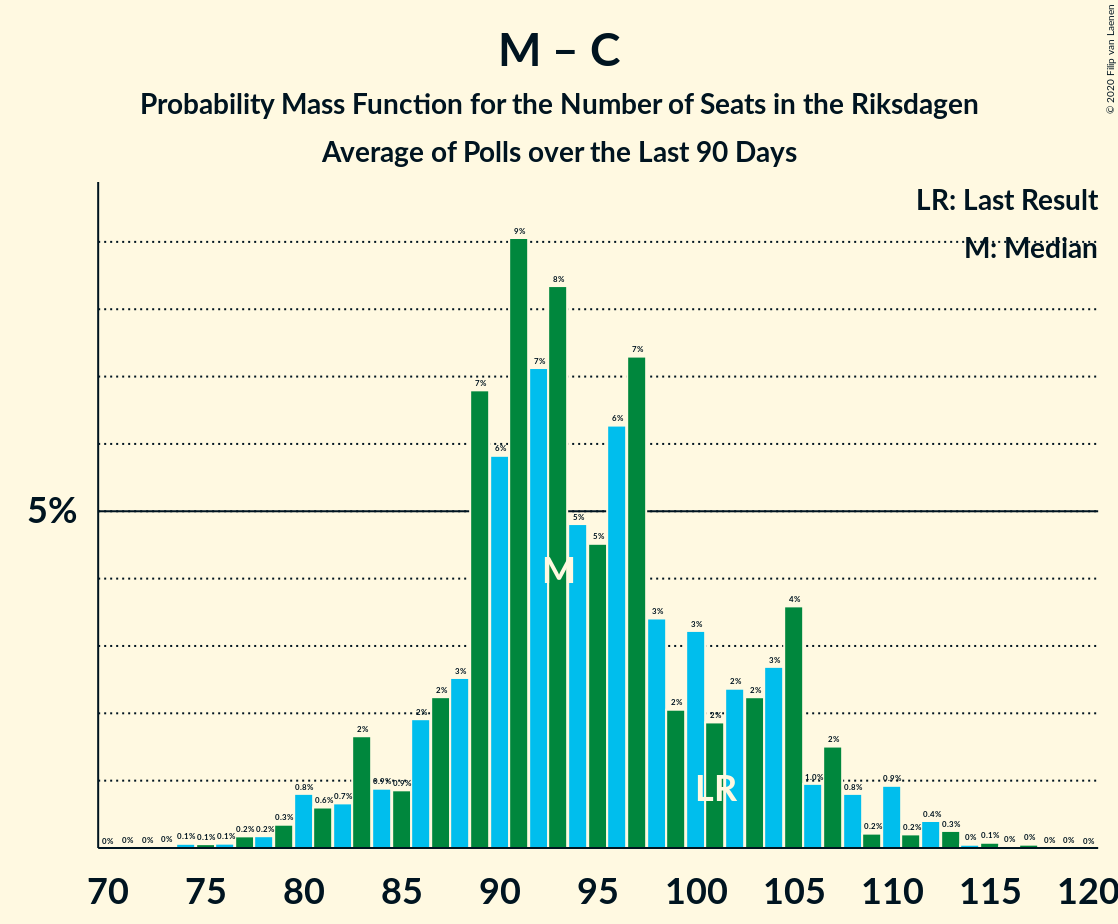 M – C
Probability Mass Function for the Number of Seats in the Riksdagen
Average of Polls over the Last 90 Days
© 2020 Filip van Laenen
LR: Last Result
M: Median
5%
0% 0% 0% 0% 0.1% 0.1% 0.1% 0.2% 0.2% 0.3% 0.8% 0.6% 0.7% 2% 0.9% 0.9% 2% 2% 3% 7% 6% 9% 7% 8% 5% 5% 6% 7% 3% 2% 3% 2% 2% 2% 3% 4% 1.0% 2% 0.8% 0.2% 0.9% 0.2% 0.4% 0.3% 0% 0.1% 0% 0% 0% 0% 0%
M
LR
70 75 80 85 90 95 100 105 110 115 120